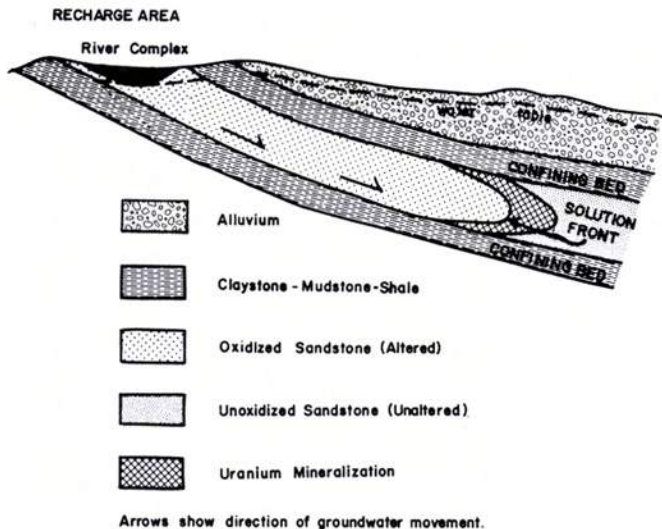 RECHARGE AREA
River Complex
water table
CONFINING BED
SOLUTION
FRONT
CONFINING BED
Alluvium
Claystone - Mudstone - Shale
Oxidized Sandstone (Altered)
Unoxidized Sandstone (Unaltered)
Uranium Mineralization
Arrows show direction of groundwater movement.